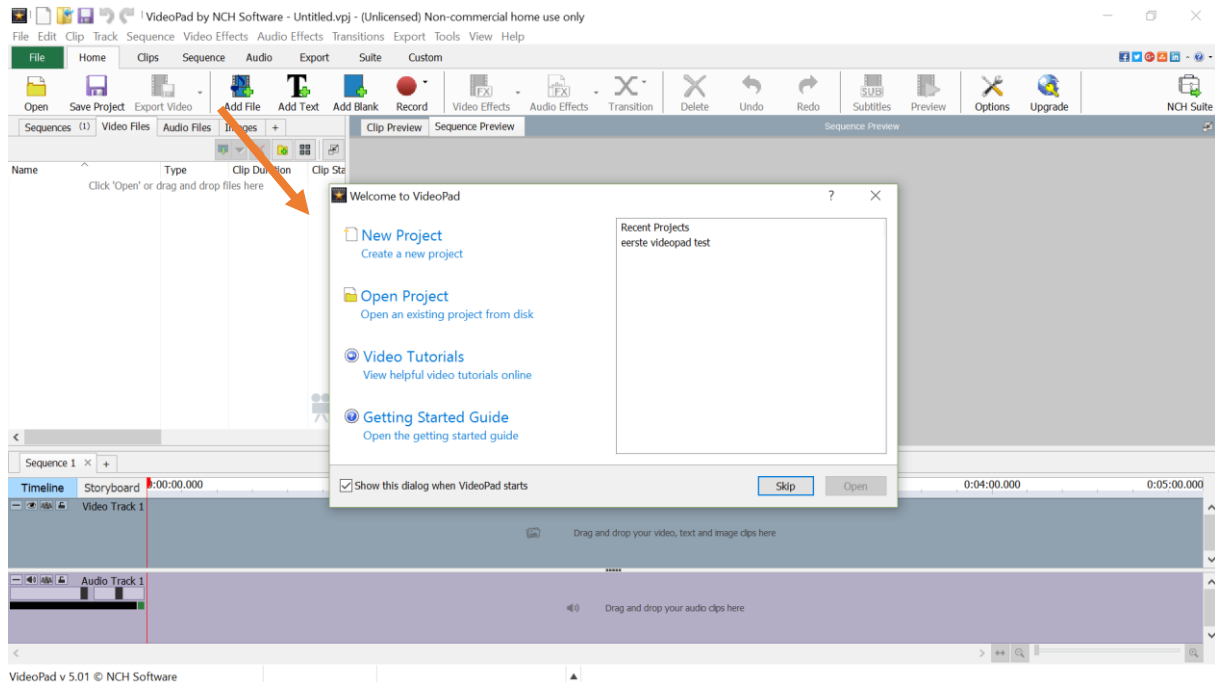 VideoPad by NCH Software - Untitled.vpj - (Unlicensed) Non-commercial home use only
File Edit Clip Track Sequence Video Effects Audio Effects Transitions Export Tools View Help
File Home Clips Sequence Audio Export Suite Custom
Open Save Project Export Video Add File Add Text Add Blank Record Video Effects Audio Effects Transition Delete Undo Redo Subtitles Preview Options Upgrade NCH Suite
Sequences (1) Video Files Audio Files Images + Clip Preview Sequence Preview Sequence Preview
Name Type Clip Duration Clip Sta
Click 'Open' or drag and drop files here
Welcome to VideoPad ?
New Project
Create a new project
Open Project
Open an existing project from disk
Video Tutorials
View helpful video tutorials online
Getting Started Guide
Open the getting started guide
Recent Projects
eerste videopad test
Show this dialog when VideoPad starts Skip Open
Sequence 1 × +
Timeline Storyboard 0:00:00.000 0:04:00.000 0:05:00.000
Video Track 1
Drag and drop your video, text and image clips here
Audio Track 1
Drag and drop your audio clips here
VideoPad v 5.01 © NCH Software